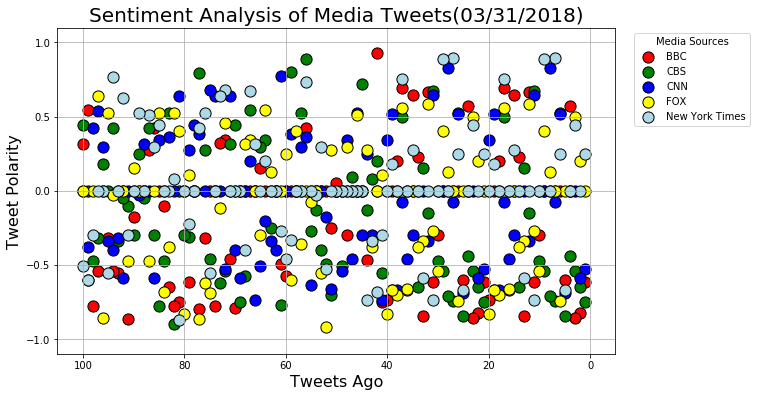 Sentiment Analysis of Media Tweets(03/31/2018)
Media Sources
BBC
CBS
CNN
FOX
New York Times
Tweet Polarity
1.0
0.5
0.0
−0.5
−1.0
100
80
60
40
20
0
Tweets Ago